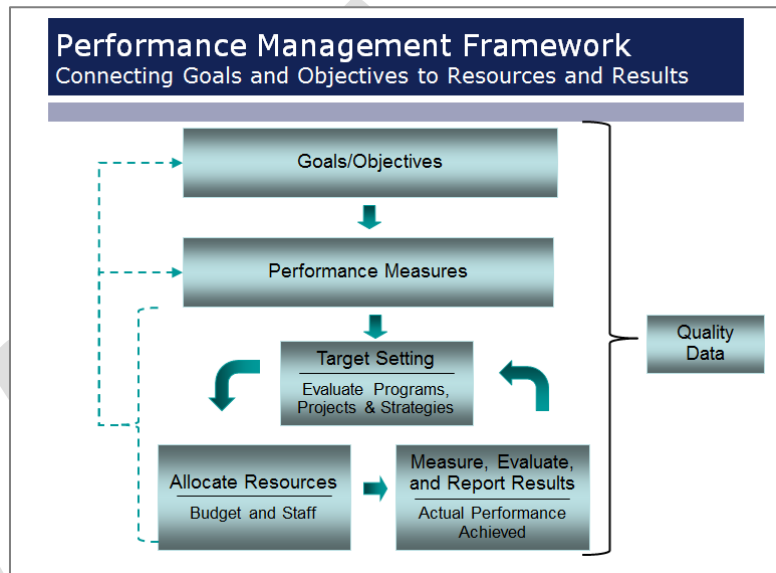 Performance Management Framework
Connecting Goals and Objectives to Resources and Results
Goals/Objectives
Performance Measures
Target Setting
Evaluate Programs,
Projects & Strategies
Quality
Data
Allocate Resources
Budget and Staff
Measure, Evaluate,
and Report Results
Actual Performance
Achieved